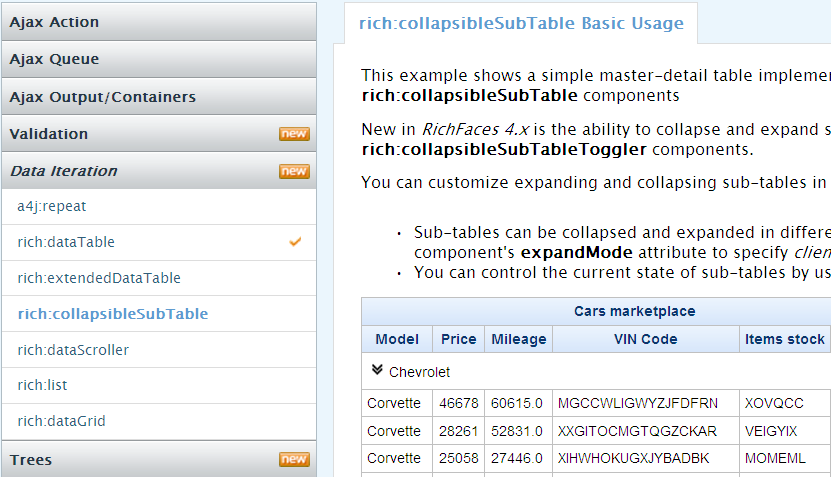 Ajax Action
Ajax Queue
Ajax Output/Containers
Validation new
Data Iteration new
a4j:repeat
rich:dataTable
rich:extendedDataTable
rich:collapsibleSubTable
rich:dataScroller
rich:list
rich:dataGrid
Trees new
rich:collapsibleSubTable Basic Usage
This example shows a simple master-detail table
rich:collapsibleSubTable components
New in RichFaces 4.x is the ability to collapse and expand
rich:collapsibleSubTableToggler components.
You can customize expanding and collapsing sub-tables in
• Sub-tables can be collapsed and expanded in
component's expandMode attribute to specify
• You can control the current state of sub-tables by
Cars marketplace
Model Price Mileage VIN Code Items stock
Chevrolet
Corvette 46678 60615.0 MGCCWLIGWYZJFDFRN XOVQCC
Corvette 28261 52831.0 XXGITOCMGTQGZCKAR VEIGYIX
Corvette 25058 27446.0 XIHWHOKUGXJYBADBK MOMEML